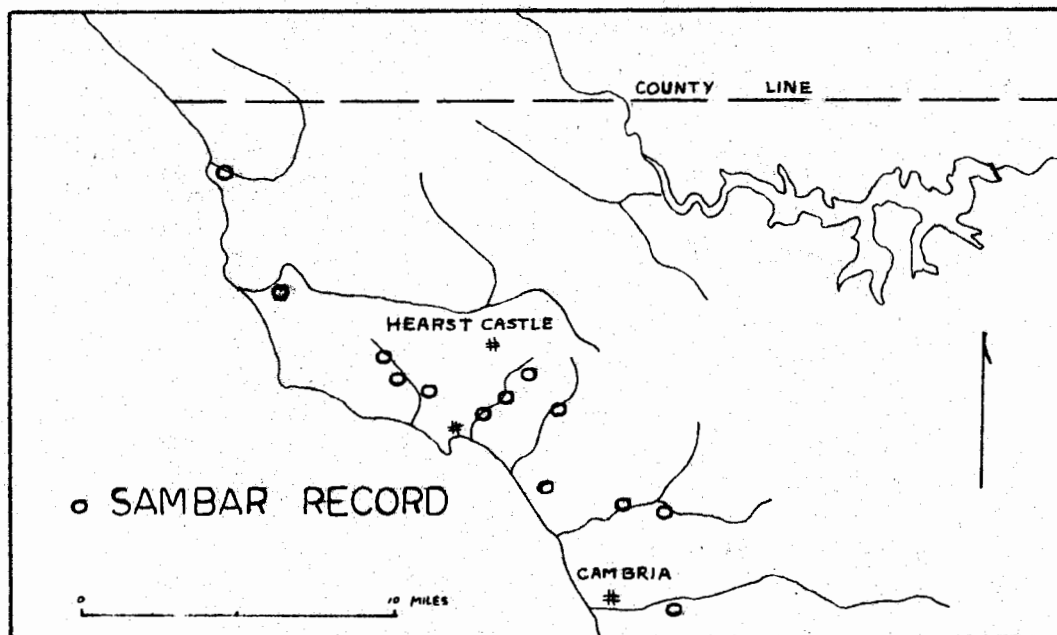 COUNTY LINE
HEARST CASTLE
#
#
SAMBAR RECORD
CAMBRIA
#
0 10 MILES